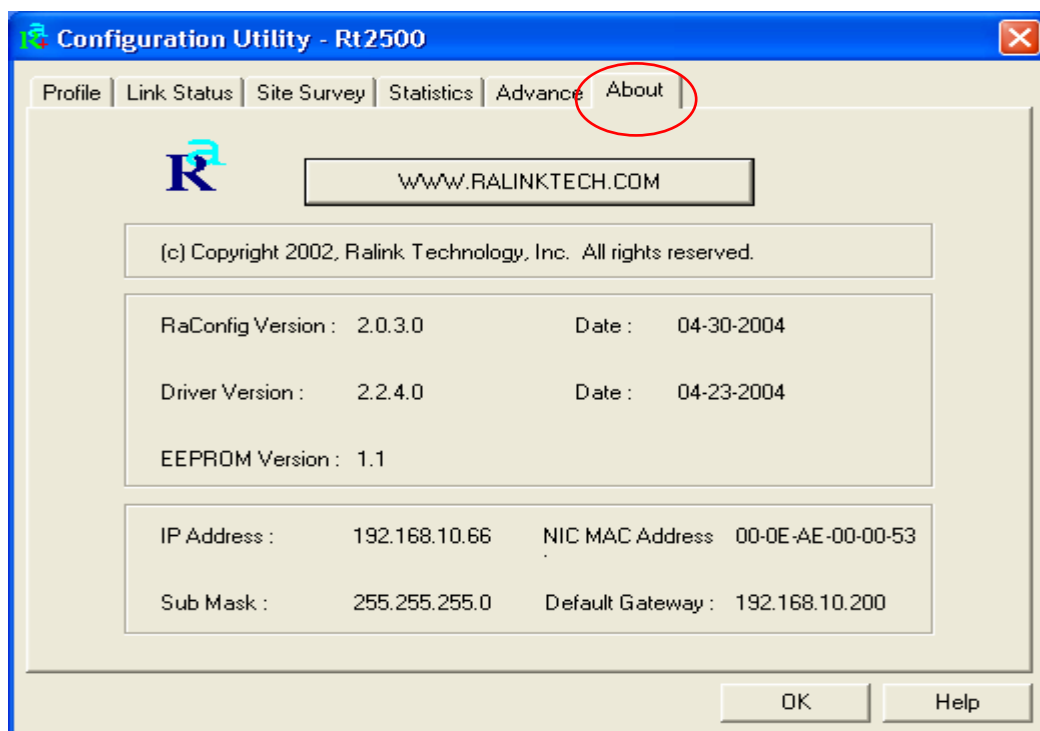 Configuration Utility - Rt2500
Profile Link Status Site Survey Statistics Advance About
Ra
WWW.RALINKTECH.COM
(c) Copyright 2002, Ralink Technology, Inc. All rights reserved.
RaConfig Version : 2.0.3.0 Date : 04-30-2004
Driver Version : 2.2.4.0 Date : 04-23-2004
EEPROM Version : 1.1
IP Address : 192.168.10.66 NIC MAC Address : 00-0E-AE-00-00-53
Sub Mask : 255.255.255.0 Default Gateway : 192.168.10.200
OK Help